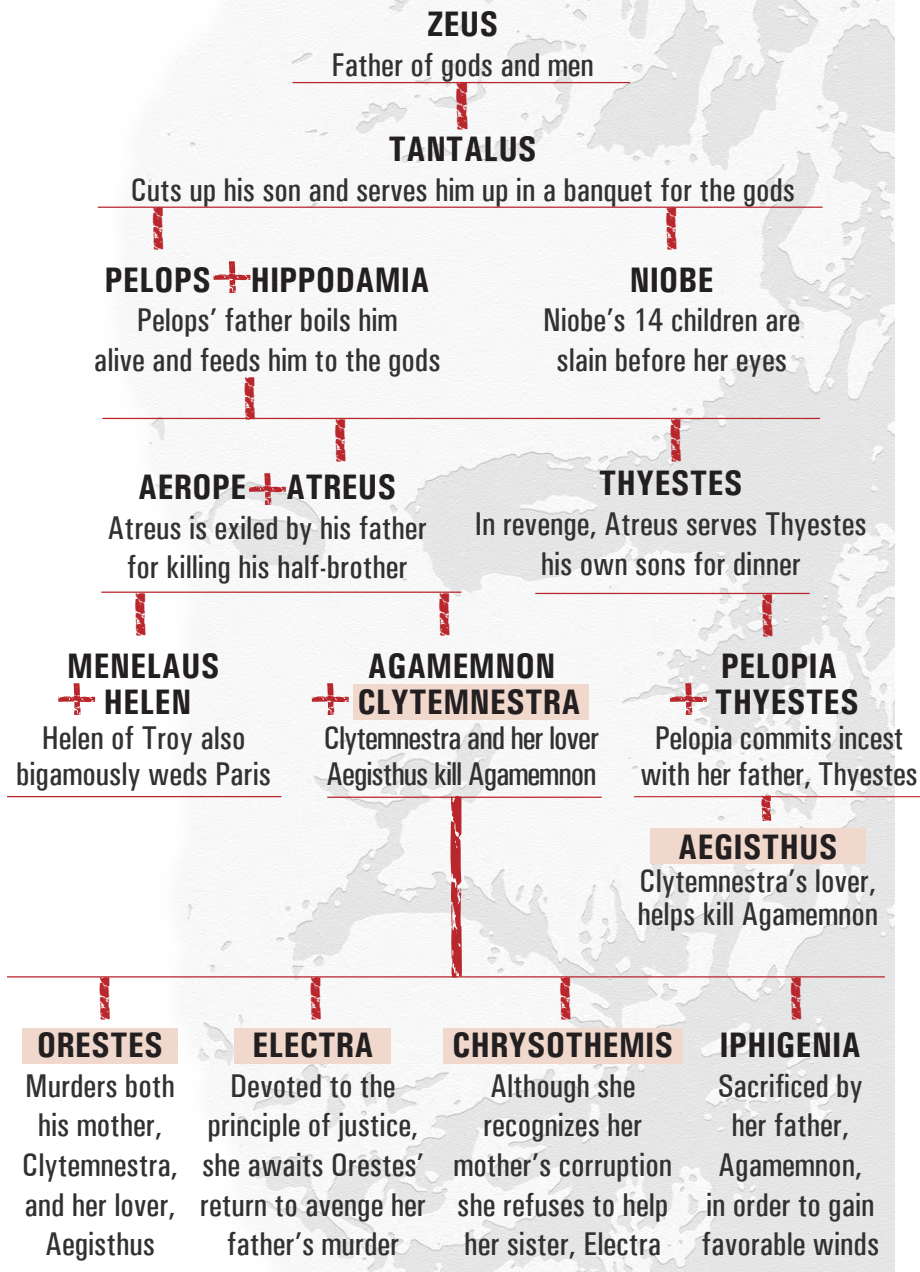 ZEUS
Father of gods and men
TANTALUS
Cuts up his son and serves him up in a banquet for the gods
PELOPS + HIPPODAMIA
Pelops’ father boils him
alive and feeds him to the gods
NIOBE
Niobe’s 14 children are
slain before her eyes
AEROPE + ATREUS
Atreus is exiled by his father
for killing his half-brother
THYESTES
In revenge, Atreus serves Thyestes
his own sons for dinner
MENELAUS
+ HELEN
Helen of Troy also
bigamously weds Paris
AGAMEMNON
+ CLYTEMNESTRA
Clytemnestra and her lover
Aegisthus kill Agamemnon
PELOPIA
+ THYESTES
Pelopia commits incest
with her father, Thyestes
AEGISTHUS
Clytemnestra’s lover,
helps kill Agamemnon
ORESTES
Murders both
his mother,
Clytemnestra,
and her lover,
Aegisthus
ELECTRA
Devoted to the
principle of justice,
she awaits Orestes’
return to avenge her
father’s murder
CHRYSOTHEMIS
Although she
recognizes her
mother’s corruption
she refuses to help
her sister, Electra
IPHIGENIA
Sacrificed by
her father,
Agamemnon,
in order to gain
favorable winds